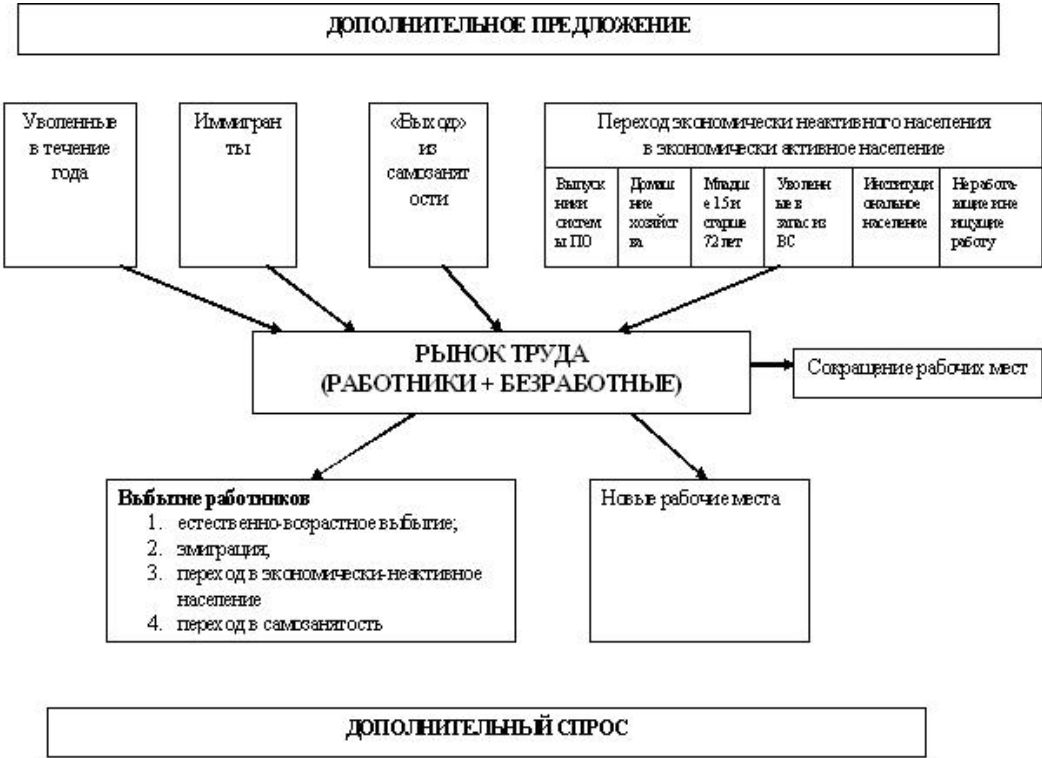 ДОПОЛНИТЕЛЬНОЕ ПРЕДЛОЖЕНИЕ
Уволенные
в течение
года
Иммигран
ты
«Выход»
из
самозанят
ости
Переход экономически неактивного населения
в экономически активное население
Выпуск
ники
систем
ы ПО
Домаш
ние
хозяйст
ва
Младш
е 15 и
старше
72 лет
Уволенн
ые в
запас из
ВС
Институци
ональное
население
Неработа-
ющие и не
ищущие
работу
РЫНОК ТРУДА
(РАБОТНИКИ + БЕЗРАБОТНЫЕ)
Сокращение рабочих мест
Выбытие работников
1. естественно-возрастное выбытие;
2. эмиграция;
3. переход в экономически-неактивное
население
4. переход в самозанятость
Новые рабочие места
ДОПОЛНИТЕЛЬНЫЙ СПРОС